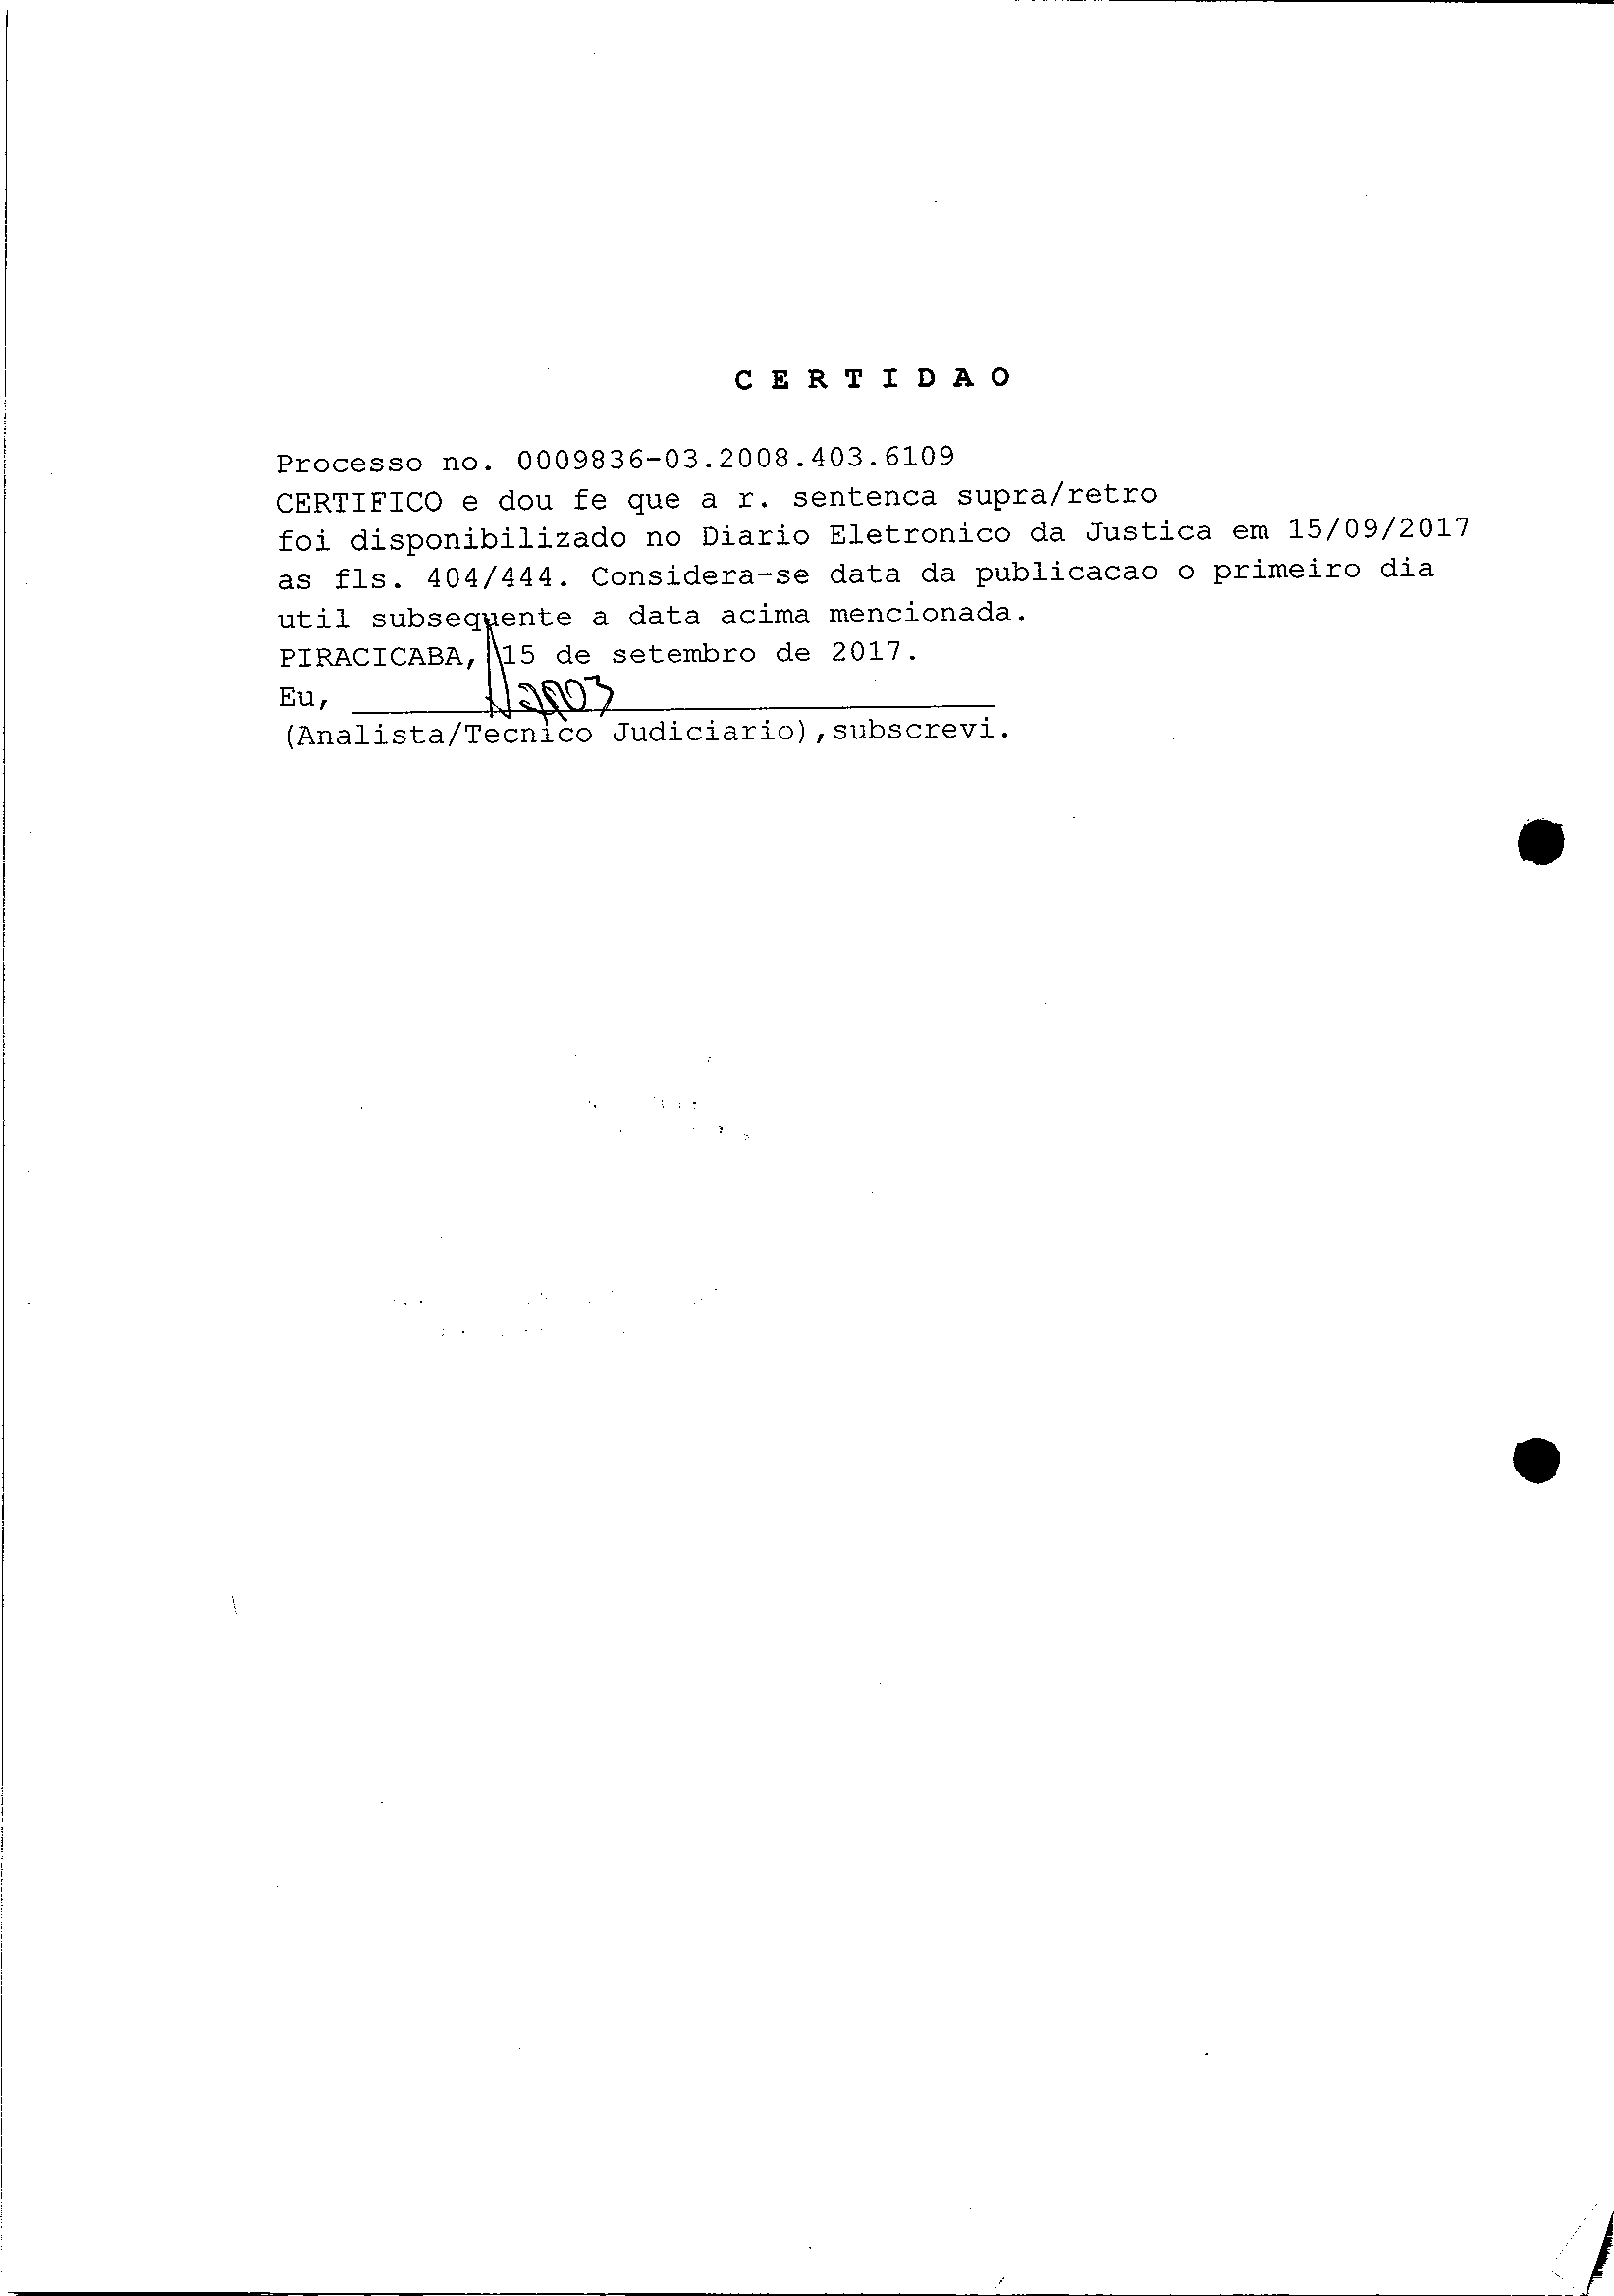 C E R T I D A O
Processo no. 0009836-03.2008.403.6109
CERTIFICO e dou fe que a r. sentenca supra/retro
foi disponibilizado no Diario Eletronico da Justica em 15/09/2017
as fls. 404/444. Considera-se data da publicacao o primeiro dia
util subsequente a data acima mencionada.
PIRACICABA, 15 de setembro de 2017.
Eu,
(Analista/Tecnico Judiciario),subscrevi.